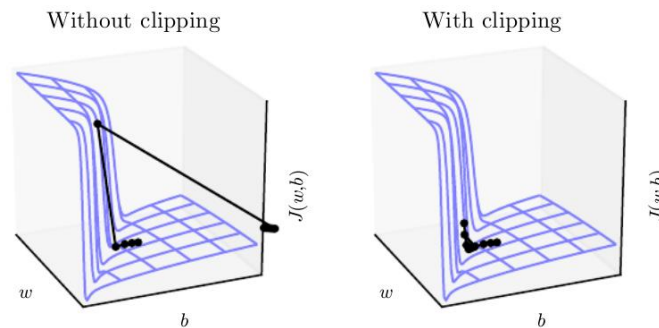 Without clipping
With clipping
J(w,b)
w
b
J(w,b)
w
b